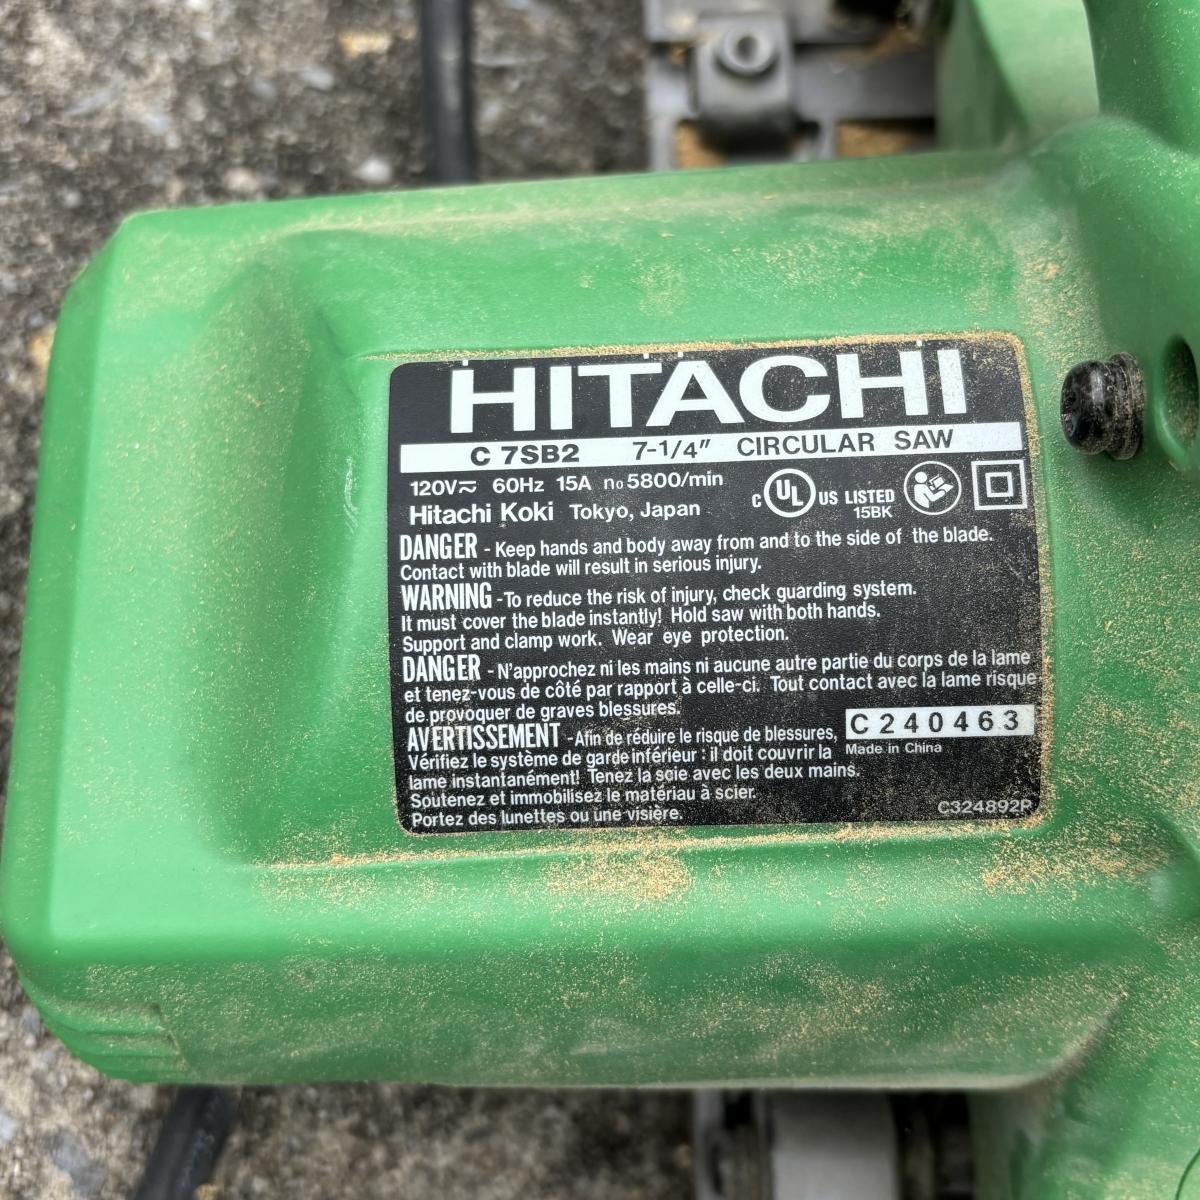 HITACHI
C 7SB2 7-1/4" CIRCULAR SAW
120V⎓ 60Hz 15A n₀5800/min
Hitachi Koki Tokyo, Japan
C UL US LISTED
15BK
DANGER - Keep hands and body away from and to the side of the blade.
Contact with blade will result in serious injury.
WARNING -To reduce the risk of injury, check guarding system.
It must cover the blade instantly! Hold saw with both hands.
Support and clamp work. Wear eye protection.
DANGER - N'approchez ni les mains ni aucune autre partie du corps de la lame
et tenez-vous de côté par rapport à celle-ci. Tout contact avec la lame risque
de provoquer de graves blessures.
AVERTISSEMENT -Afin de réduire le risque de blessures,
Vérifiez le système de garde inférieur : il doit couvrir la
lame instantanément! Tenez la scie avec les deux mains.
Soutenez et immobilisez le matériau à scier.
Portez des lunettes ou une visière.
C240463
Made in China
C324892P